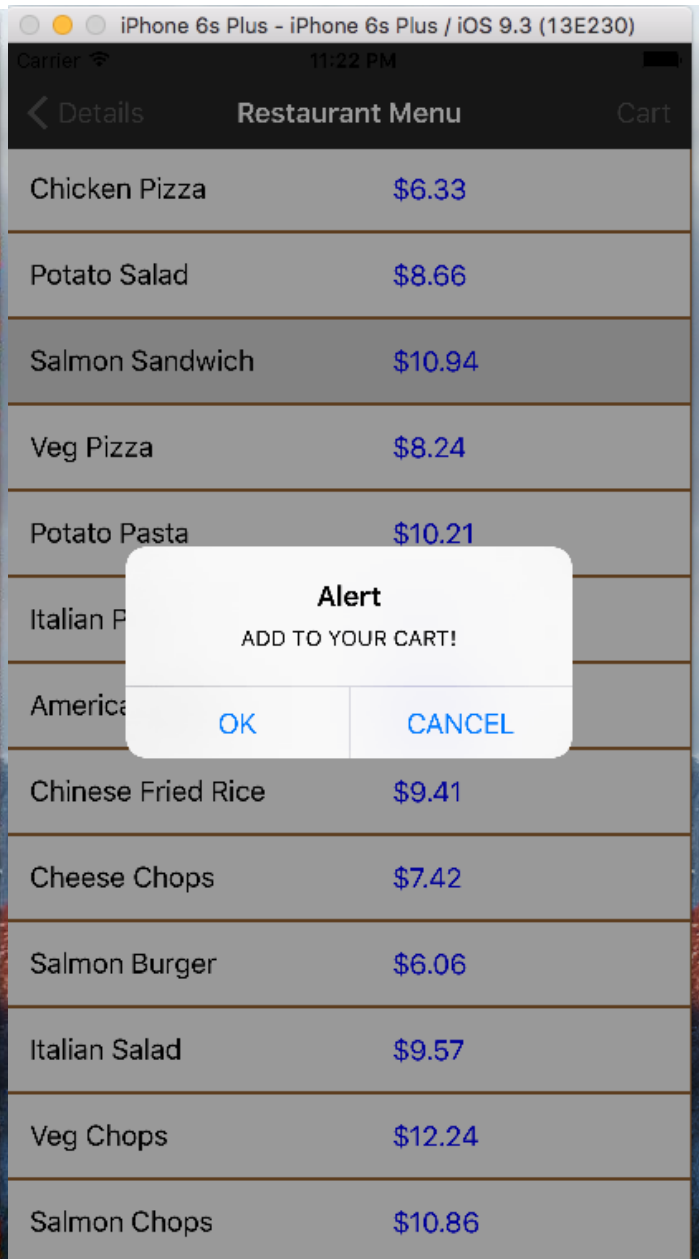 iPhone 6s Plus - iPhone 6s Plus / iOS 9.3 (13E230)
Carrier 11:22 PM
Details Restaurant Menu Cart
Chicken Pizza $6.33
Potato Salad $8.66
Salmon Sandwich $10.94
Veg Pizza $8.24
Potato Pasta $10.21
Italian
Alert
ADD TO YOUR CART!
OK CANCEL
Chinese Fried Rice $9.41
Cheese Chops $7.42
Salmon Burger $6.06
Italian Salad $9.57
Veg Chops $12.24
Salmon Chops $10.86